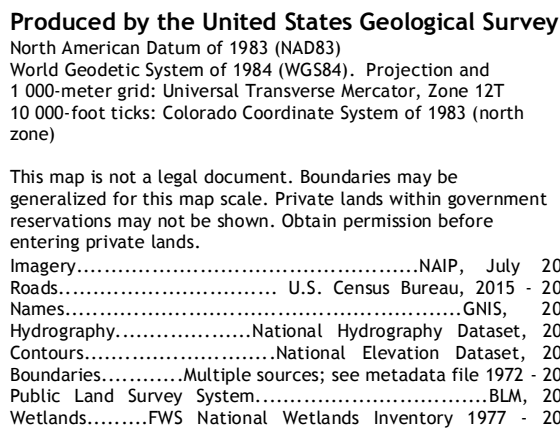 Produced by the United States Geological Survey
North American Datum of 1983 (NAD83)
World Geodetic System of 1984 (WGS84).  Projection and
1 000-meter grid: Universal Transverse Mercator, Zone 12T
10 000-foot ticks: Colorado Coordinate System of 1983 (north
zone)
This map is not a legal document. Boundaries may be
generalized for this map scale. Private lands within government
reservations may not be shown. Obtain permission before
entering private lands.
Imagery.................................................NAIP, July 20
Roads............................... U.S. Census Bureau, 2015 - 20
Names........................................................GNIS, 20
Hydrography...................National Hydrography Dataset, 20
Contours...........................National Elevation Dataset, 20
Boundaries............Multiple sources; see metadata file 1972 - 20
Public Land Survey System.................................BLM, 20
Wetlands.........FWS National Wetlands Inventory 1977 - 20